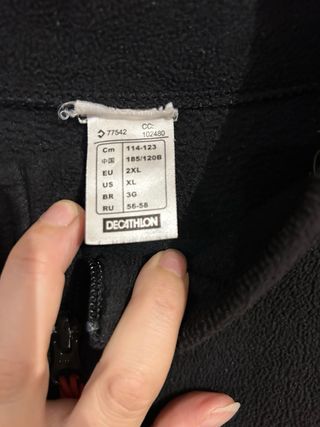 77542 CC: 102480
Cm 114-123
中国 185/120B
EU 2XL
US XL
BR 3G
RU 56-58
DECATHLON